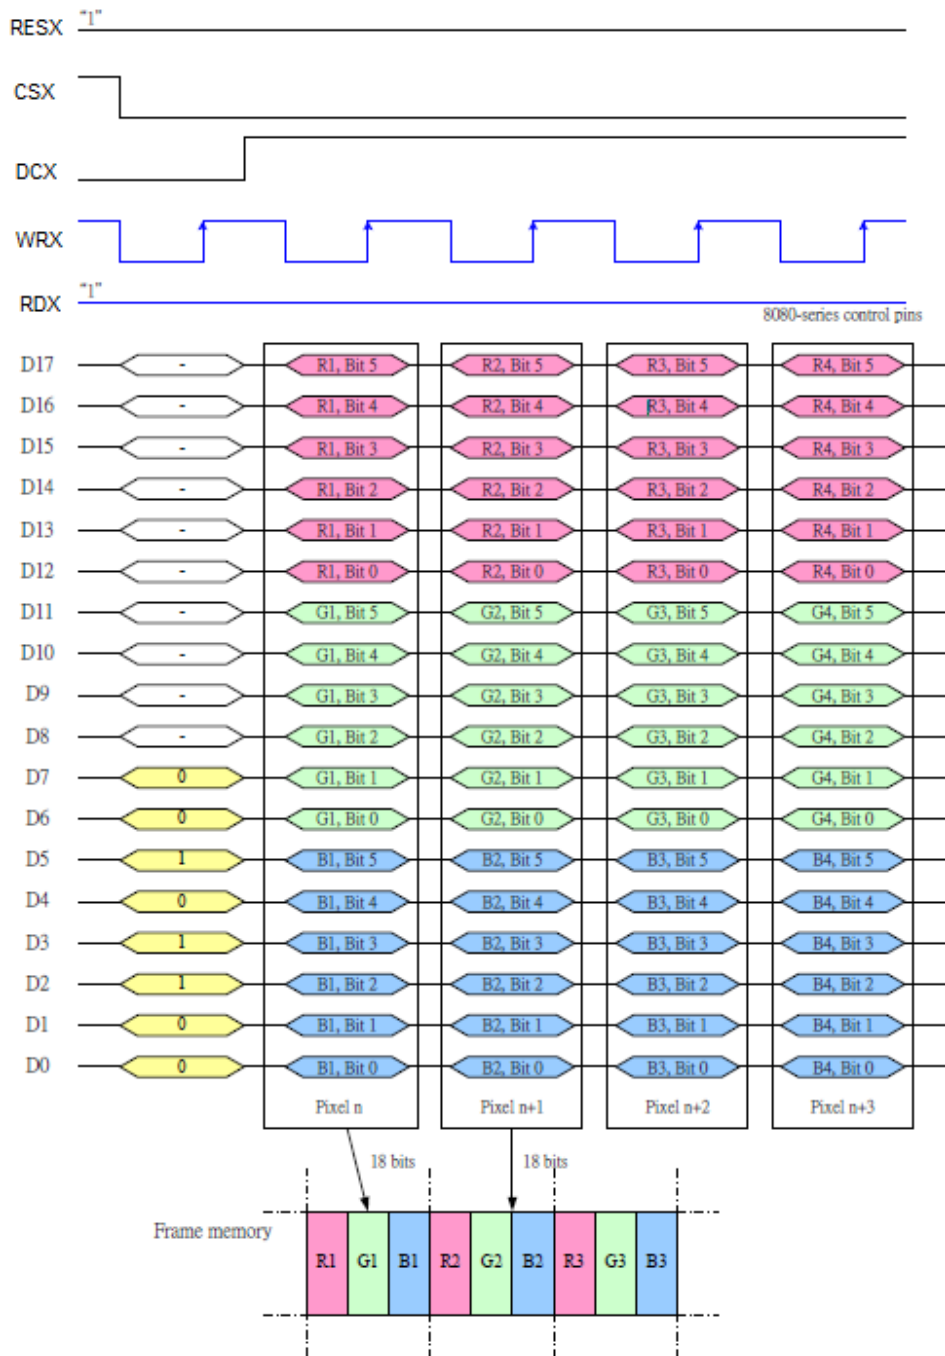 RESX "1"
CSX
DCX
WRX
RDX "1"
8080-series control pins
D17 - R1, Bit 5 R2, Bit 5 R3, Bit 5 R4, Bit 5
D16 - R1, Bit 4 R2, Bit 4 R3, Bit 4 R4, Bit 4
D15 - R1, Bit 3 R2, Bit 3 R3, Bit 3 R4, Bit 3
D14 - R1, Bit 2 R2, Bit 2 R3, Bit 2 R4, Bit 2
D13 - R1, Bit 1 R2, Bit 1 R3, Bit 1 R4, Bit 1
D12 - R1, Bit 0 R2, Bit 0 R3, Bit 0 R4, Bit 0
D11 - G1, Bit 5 G2, Bit 5 G3, Bit 5 G4, Bit 5
D10 - G1, Bit 4 G2, Bit 4 G3, Bit 4 G4, Bit 4
D9 - G1, Bit 3 G2, Bit 3 G3, Bit 3 G4, Bit 3
D8 - G1, Bit 2 G2, Bit 2 G3, Bit 2 G4, Bit 2
D7 0 G1, Bit 1 G2, Bit 1 G3, Bit 1 G4, Bit 1
D6 0 G1, Bit 0 G2, Bit 0 G3, Bit 0 G4, Bit 0
D5 1 B1, Bit 5 B2, Bit 5 B3, Bit 5 B4, Bit 5
D4 0 B1, Bit 4 B2, Bit 4 B3, Bit 4 B4, Bit 4
D3 1 B1, Bit 3 B2, Bit 3 B3, Bit 3 B4, Bit 3
D2 1 B1, Bit 2 B2, Bit 2 B3, Bit 2 B4, Bit 2
D1 0 B1, Bit 1 B2, Bit 1 B3, Bit 1 B4, Bit 1
D0 0 B1, Bit 0 B2, Bit 0 B3, Bit 0 B4, Bit 0
Pixel n Pixel n+1 Pixel n+2 Pixel n+3
18 bits 18 bits
Frame memory
R1 G1 B1 R2 G2 B2 R3 G3 B3